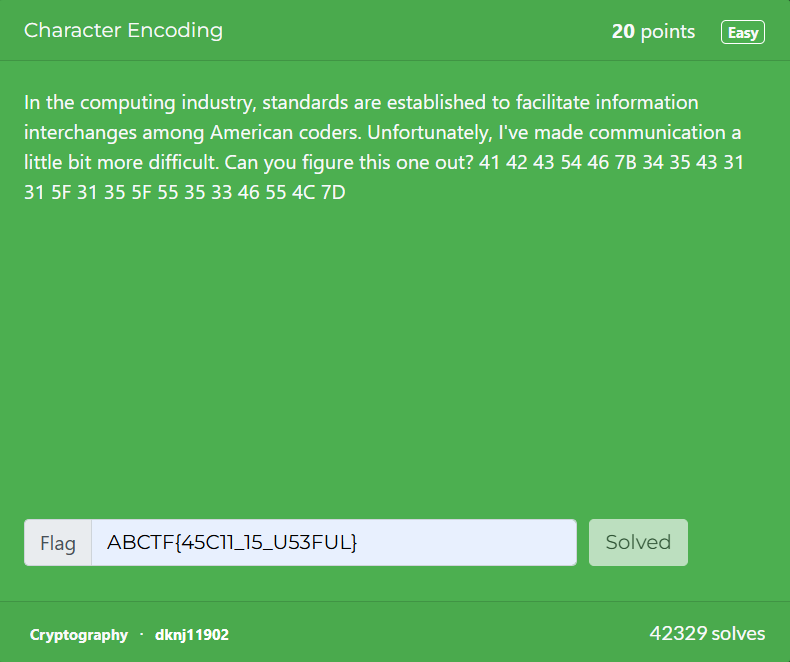 Character Encoding
20 points Easy
In the computing industry, standards are established to facilitate information
interchanges among American coders. Unfortunately, I've made communication a
little bit more difficult. Can you figure this one out? 41 42 43 54 46 7B 34 35 43 31
31 5F 31 35 5F 55 35 33 46 55 4C 7D
Flag ABCTF{45C11_15_U53FUL} Solved
Cryptography · dknj11902 42329 solves